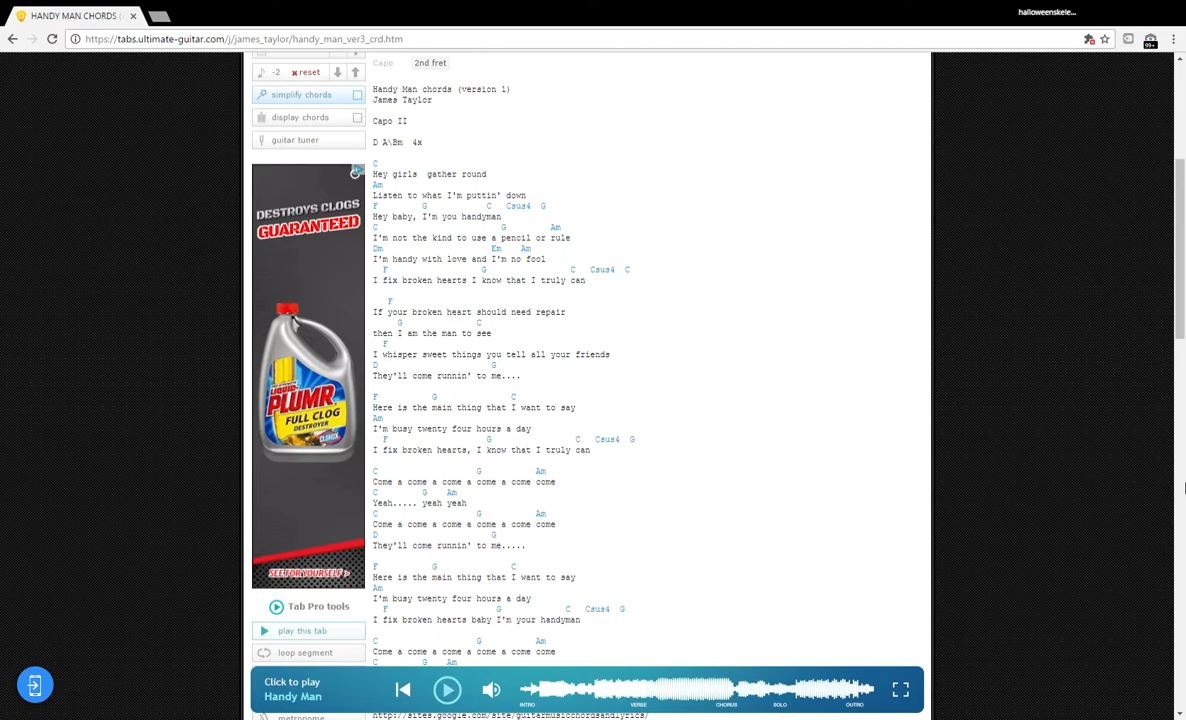 HANDY MAN CHORDS (
halloweenskele...
https://tabs.ultimate-guitar.com/j/james_taylor/handy_man_ver3_crd.htm
99+
-2 reset
simplify chords
display chords
guitar tuner
DESTROYS CLOGS
GUARANTEED
LIQUID-PLUMR
FULL CLOG
DESTROYER
CLOROX
SEE FOR YOURSELF >
Tab Pro tools
play this tab
loop segment
metronome
Capo 2nd fret
Handy Man chords (version 1)
James Taylor
Capo II
D A\Bm 4x
C
Hey girls gather round
Am
Listen to what I'm puttin' down
F G C Csus4 G
Hey baby, I'm you handyman
C G Am
I'm not the kind to use a pencil or rule
Dm Em Am
I'm handy with love and I'm no fool
F G C Csus4 C
I fix broken hearts I know that I truly can
F
If your broken heart should need repair
G C
then I am the man to see
F
I whisper sweet things you tell all your friends
D G
They'll come runnin' to me....
F G C
Here is the main thing that I want to say
Am
I'm busy twenty four hours a day
F G C Csus4 G
I fix broken hearts, I know that I truly can
C G Am
Come a come a come a come a come come
C G Am
Yeah..... yeah yeah
C G Am
Come a come a come a come a come come
D G
They'll come runnin' to me.....
F G C
Here is the main thing that I want to say
Am
I'm busy twenty four hours a day
F G C Csus4 G
I fix broken hearts baby I'm your handyman
C G Am
Come a come a come a come a come come
C G Am
Click to play
Handy Man
INTRO VERSE CHORUS SOLO OUTRO
http://sites.google.com/site/guitarmusicchordsandlyrics/